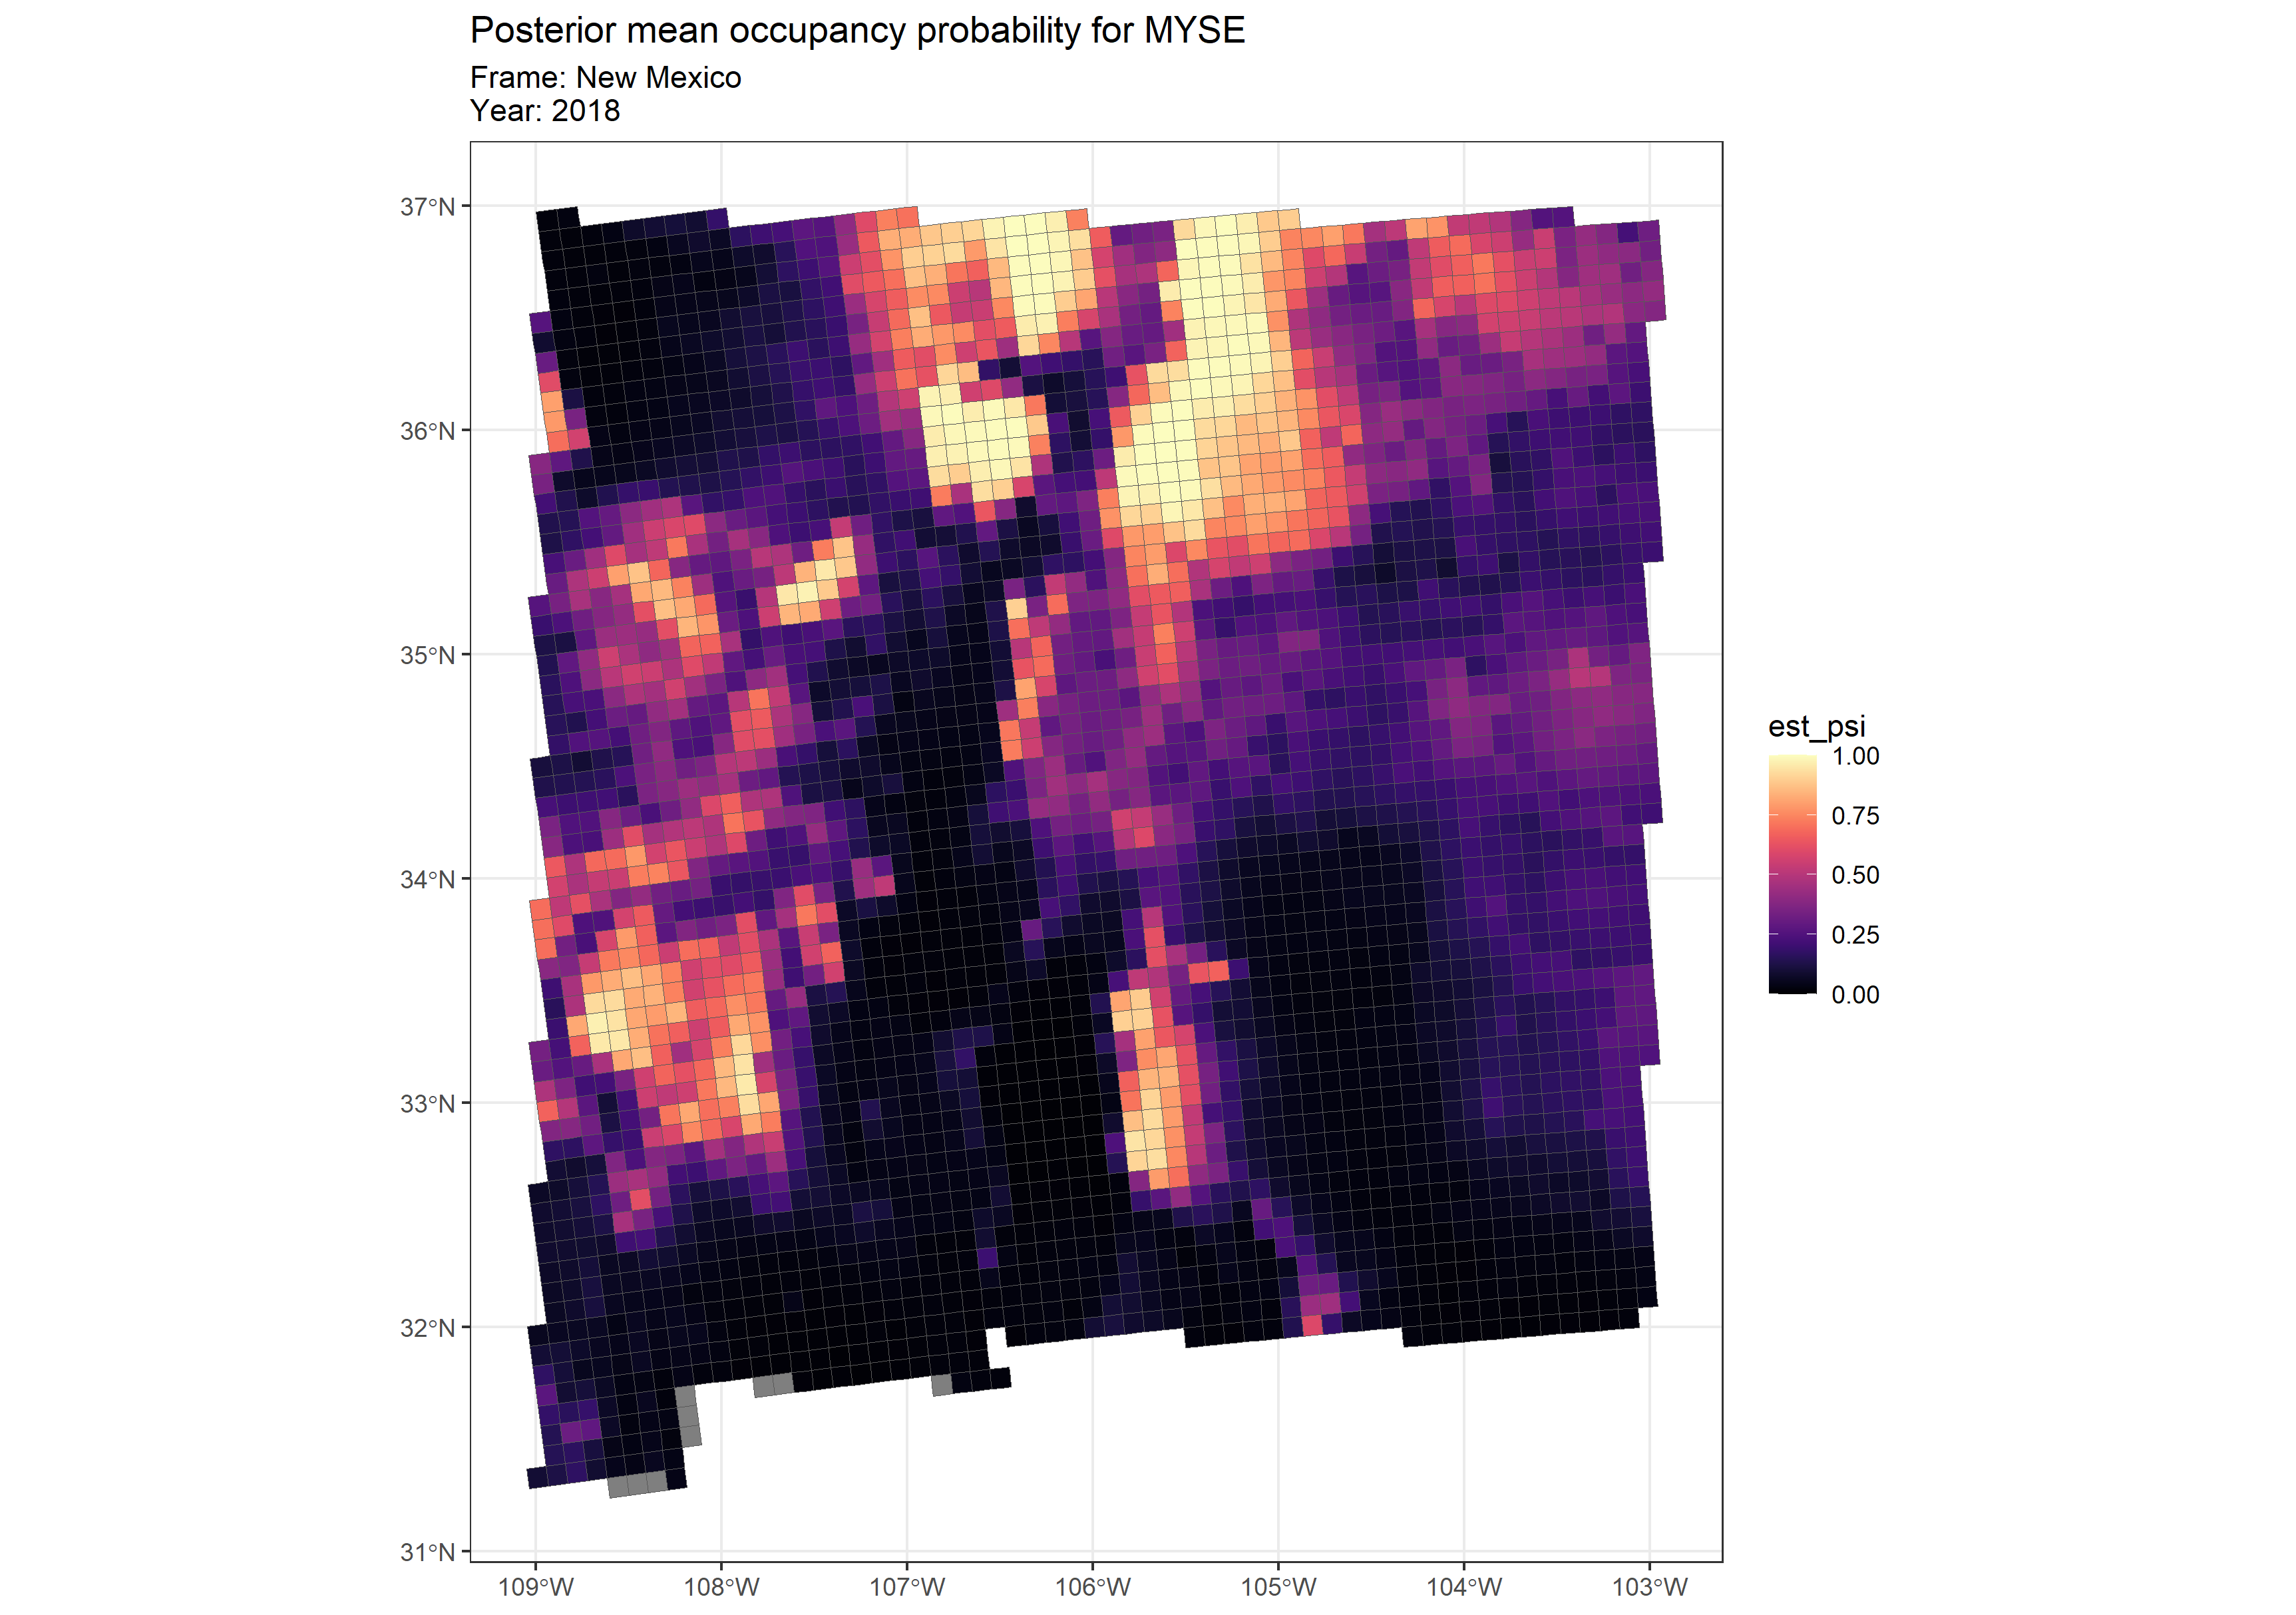 Posterior mean occupancy probability for MYSE
Frame: New Mexico
Year: 2018
37°N
36°N
35°N
34°N
33°N
32°N
31°N
109°W 108°W 107°W 106°W 105°W 104°W 103°W
est_psi
1.00
0.75
0.50
0.25
0.00